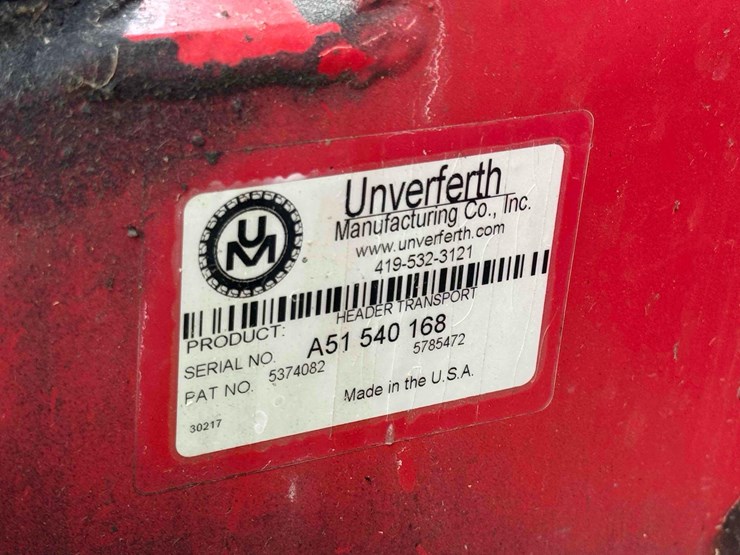 UM
Unverferth
Manufacturing Co., Inc.
www.unverferth.com
419-532-3121
PRODUCT: HEADER TRANSPORT
SERIAL NO. A51 540 168
PAT NO. 5374082 5785472
Made in the U.S.A.
30217